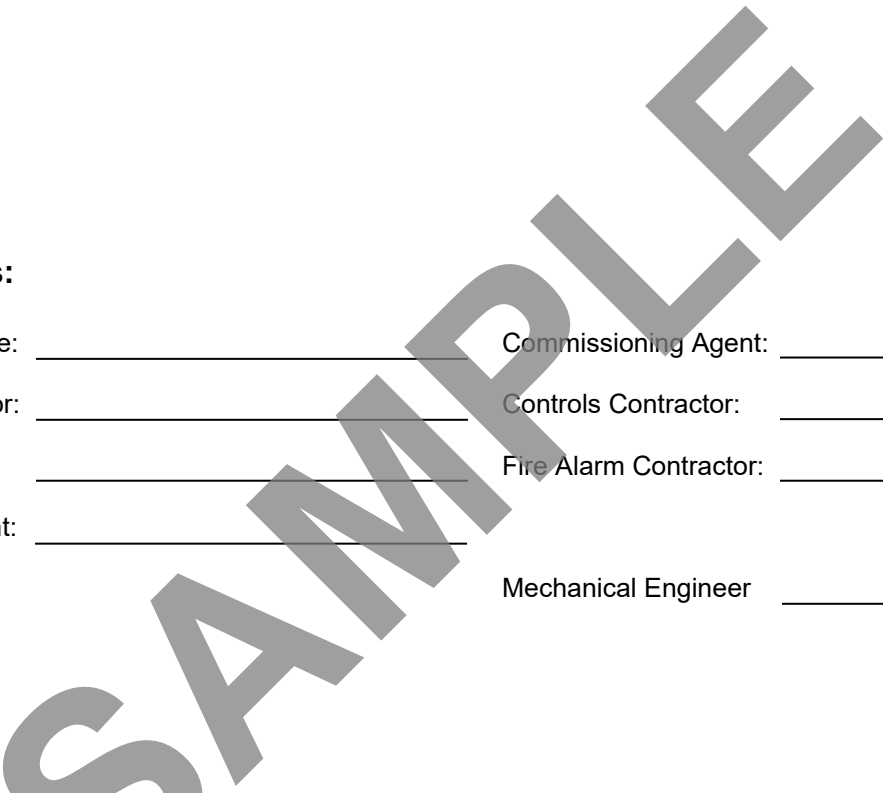 s:
e:
or:
t:
Commissioning Agent:
Controls Contractor:
Fire Alarm Contractor:
Mechanical Engineer
SAMPLE